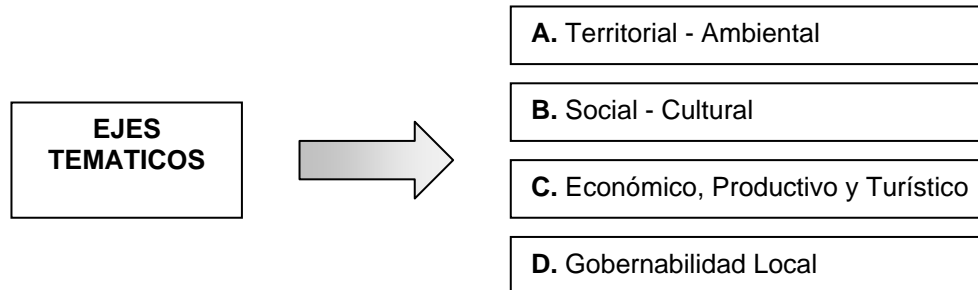 EJES
TEMATICOS
A. Territorial - Ambiental
B. Social - Cultural
C. Económico, Productivo y Turístico
D. Gobernabilidad Local